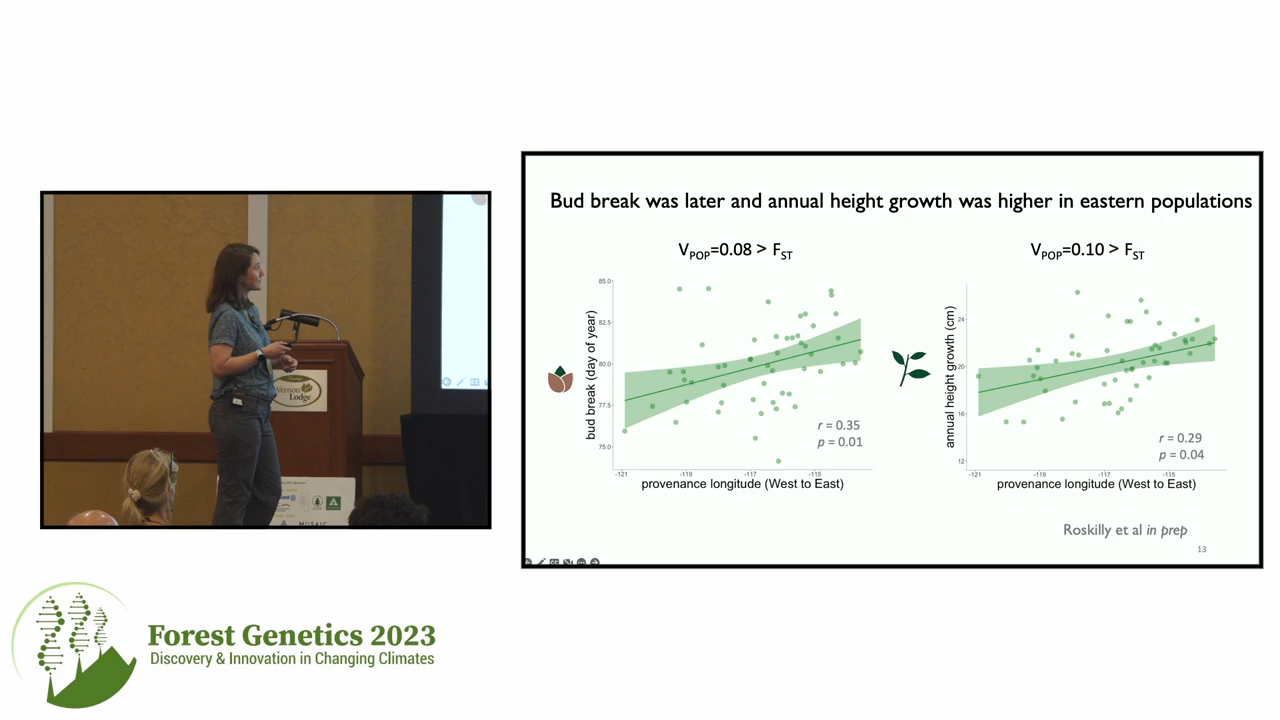 Bud break was later and annual height growth was higher in eastern populations
VPOP=0.08 > FST
VPOP=0.10 > FST
85.0
82.5
80.0
77.5
75.0
bud break (day of year)
-121
-119
-117
-115
provenance longitude (West to East)
r = 0.35
p = 0.01
24
20
16
12
annual height growth (cm)
-121
-119
-117
-115
provenance longitude (West to East)
r = 0.29
p = 0.04
Roskilly et al in prep
13
Vernon
Lodge
MOSAIC
Forest Genetics 2023
Discovery & Innovation in Changing Climates